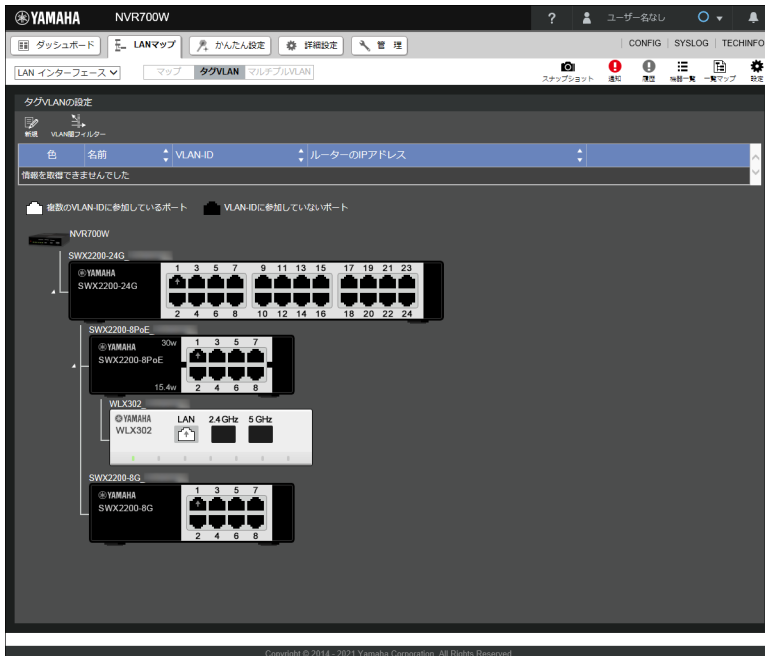 YAMAHA NVR700W ? ユーザー名なし
ダッシュボード LANマップ かんたん設定 詳細設定 管 理 CONFIG SYSLOG TECHINFO
LAN インターフェース マップ タグVLAN マルチプルVLAN スナップショット 通知 履歴 機器一覧 一覧マップ 設定
タグVLANの設定
新規 VLAN間フィルター
色 名前 VLAN-ID ルーターのIPアドレス
情報を取得できませんでした
複数のVLAN-IDに参加しているポート VLAN-IDに参加していないポート
NVR700W
SWX2200-24G_
1 3 5 7 9 11 13 15 17 19 21 23
YAMAHA
SWX2200-24G
2 4 6 8 10 12 14 16 18 20 22 24
SWX2200-8PoE_
YAMAHA 30w 1 3 5 7
SWX2200-8PoE
15.4w 2 4 6 8
WLX302_
YAMAHA LAN 2.4 GHz 5 GHz
WLX302
SWX2200-8G_
YAMAHA 1 3 5 7
SWX2200-8G
2 4 6 8
Copyright © 2014 - 2021 Yamaha Corporation. All Rights Reserved.